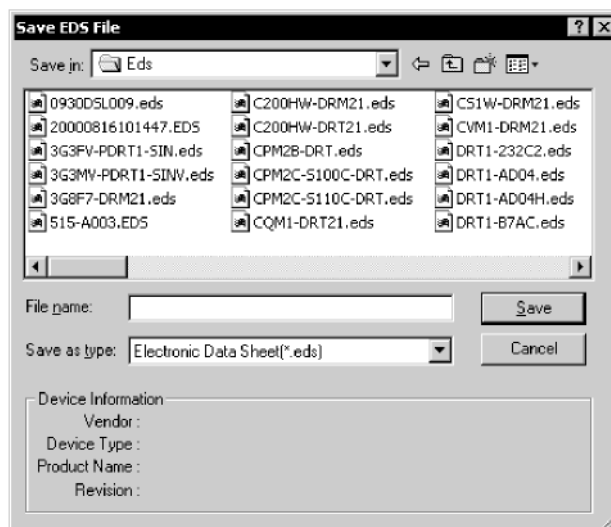 Save EDS File
Save in: Eds
0930DSL009.eds
20000816101447.EDS
3G3FV-PDRT1-SIN.eds
3G3MV-PDRT1-SINV.eds
3G8F7-DRM21.eds
515-A003.EDS
C200HW-DRM21.eds
C200HW-DRT21.eds
CPM2B-DRT.eds
CPM2C-S100C-DRT.eds
CPM2C-S110C-DRT.eds
CQM1-DRT21.eds
CS1W-DRM21.eds
CVM1-DRM21.eds
DRT1-232C2.eds
DRT1-AD04.eds
DRT1-AD04H.eds
DRT1-B7AC.eds
File name:
Save
Save as type: Electronic Data Sheet(*.eds)
Cancel
Device Information
Vendor :
Device Type :
Product Name :
Revision :